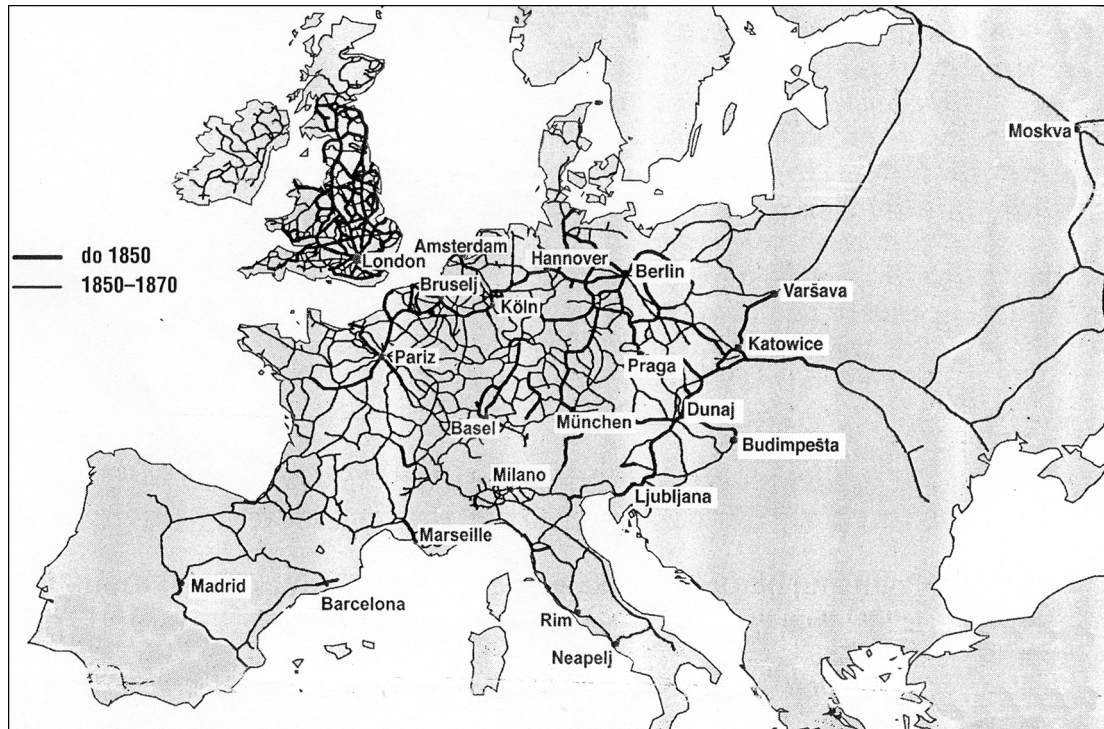 Moskva
do 1850
1850–1870
London
Amsterdam
Hannover
Berlin
Bruselj
Köln
Varšava
Pariz
Katowice
Praga
Basel
München
Dunaj
Budimpešta
Milano
Ljubljana
Marseille
Madrid
Barcelona
Rim
Neapelj